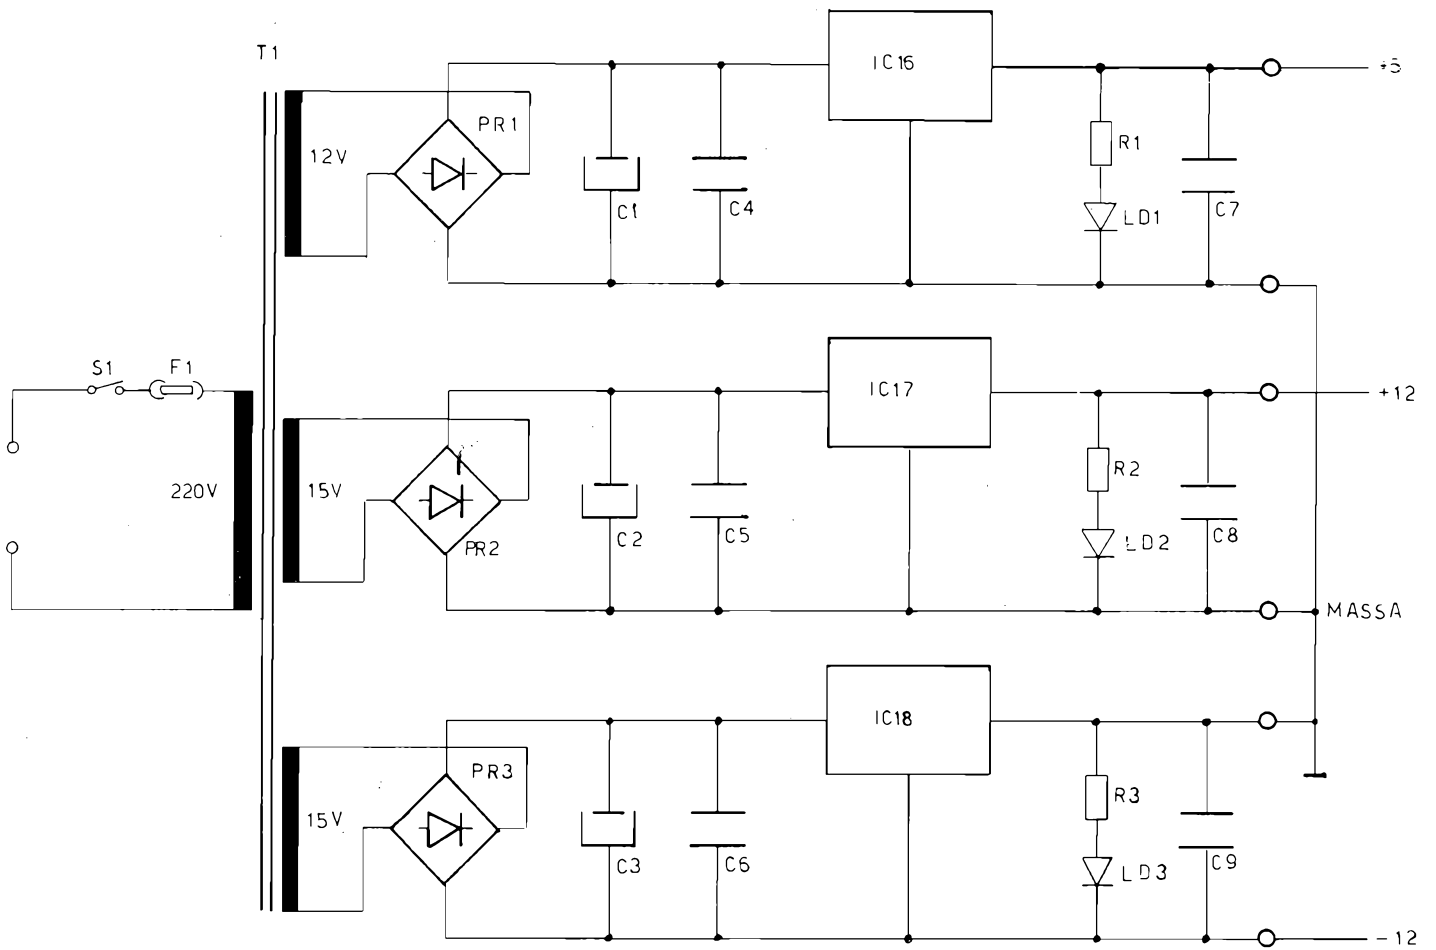 T1
12V
PR1
C1
C4
IC16
R1
LD1
C7
+5
S1
F1
220V
15V
PR2
C2
C5
IC17
R2
LD2
C8
+12
MASSA
15V
PR3
C3
C6
IC18
R3
LD3
C9
-12